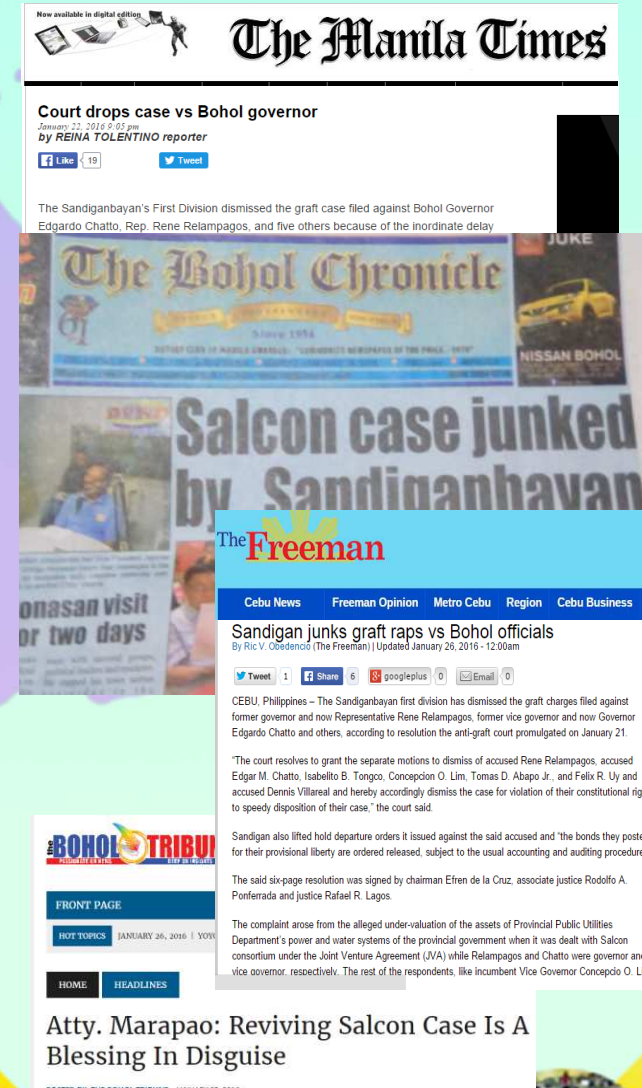 Now available in digital edition
The Manila Times
Court drops case vs Bohol governor
January 22, 2016 9:05 pm
by REINA TOLENTINO reporter
Like 19
Tweet
The Sandiganbayan's First Division dismissed the graft case filed against Bohol Governor
Edgardo Chatto, Rep. Rene Relampagos, and five others because of the inordinate delay
JUKE
The Bohol Chronicle
61
Since 1954
NISSAN BOHOL
Salcon case junked
by Sandiganbayan
onasan visit
or two days
The Freeman
Cebu News Freeman Opinion Metro Cebu Region Cebu Business
Sandigan junks graft raps vs Bohol officials
By Ric V. Obedencio (The Freeman) | Updated January 26, 2016 - 12:00am
Tweet 1 Share 6 googleplus 0 Email 0
CEBU, Philippines – The Sandiganbayan first division has dismissed the graft charges filed against
former governor and now Representative Rene Relampagos, former vice governor and now Governor
Edgardo Chatto and others, according to resolution the anti-graft court promulgated on January 21.
"The court resolves to grant the separate motions to dismiss of accused Rene Relampagos, accused
Edgar M. Chatto, Isabelito B. Tongco, Concepcion O. Lim, Tomas D. Abapo Jr., and Felix R. Uy and
accused Dennis Villareal and hereby accordingly dismiss the case for violation of their constitutional rig
to speedy disposition of their case," the court said.
Sandigan also lifted hold departure orders it issued against the said accused and "the bonds they poste
for their provisional liberty are ordered released, subject to the usual accounting and auditing procedure
The said six-page resolution was signed by chairman Efren de la Cruz, associate justice Rodolfo A.
Ponferrada and justice Rafael R. Lagos.
The complaint arose from the alleged under-valuation of the assets of Provincial Public Utilities
Department's power and water systems of the provincial government when it was dealt with Salcon
consortium under the Joint Venture Agreement (JVA) while Relampagos and Chatto were governor an
vice governor, respectively. The rest of the respondents, like incumbent Vice Governor Concepcio O. L
the BOHOL TRIBUN
FRONT PAGE
HOT TOPICS JANUARY 26, 2016 | YOY
HOME HEADLINES
Atty. Marapao: Reviving Salcon Case Is A
Blessing In Disguise